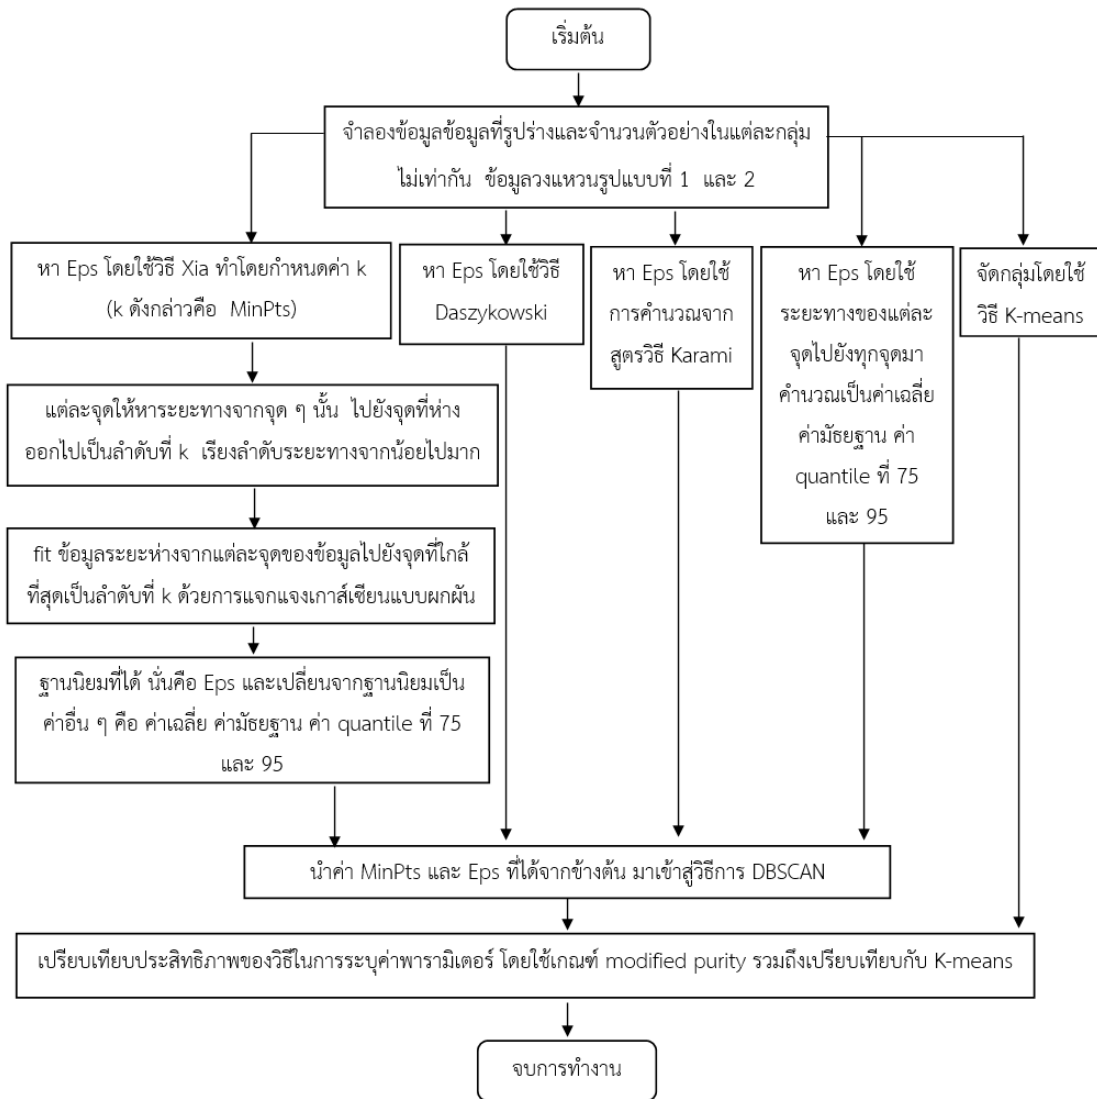 เริ่มต้น
จำลองข้อมูลข้อมูลที่รูปร่างและจำนวนตัวอย่างในแต่ละกลุ่ม
ไม่เท่ากัน ข้อมูลวงแหวนรูปแบบที่ 1 และ 2
หา Eps โดยใช้วิธี Xia ทำโดยกำหนดค่า k
(k ดังกล่าวคือ MinPts)
หา Eps โดยใช้วิธี
Daszykowski
หา Eps โดยใช้
การคำนวณจาก
สูตรวิธี Karami
หา Eps โดยใช้
ระยะทางของแต่ละ
จุดไปยังทุกจุดมา
คำนวณเป็นค่าเฉลี่ย
ค่ามัธยฐาน ค่า
quantile ที่ 75
และ 95
จัดกลุ่มโดยใช้
วิธี K-means
แต่ละจุดให้หาระยะทางจากจุด ๆ นั้น ไปยังจุดที่ห่าง
ออกไปเป็นลำดับที่ k เรียงลำดับระยะทางจากน้อยไปมาก
fit ข้อมูลระยะห่างจากแต่ละจุดของข้อมูลไปยังจุดที่ใกล้
ที่สุดเป็นลำดับที่ k ด้วยการแจกแจงเกาส์เซียนแบบผกผัน
ฐานนิยมที่ได้ นั่นคือ Eps และเปลี่ยนจากฐานนิยมเป็น
ค่าอื่น ๆ คือ ค่าเฉลี่ย ค่ามัธยฐาน ค่า quantile ที่ 75
และ 95
นำค่า MinPts และ Eps ที่ได้จากข้างต้น มาเข้าสู่วิธีการ DBSCAN
เปรียบเทียบประสิทธิภาพของวิธีในการระบุค่าพารามิเตอร์ โดยใช้เกณฑ์ modified purity รวมถึงเปรียบเทียบกับ K-means
จบการทำงาน